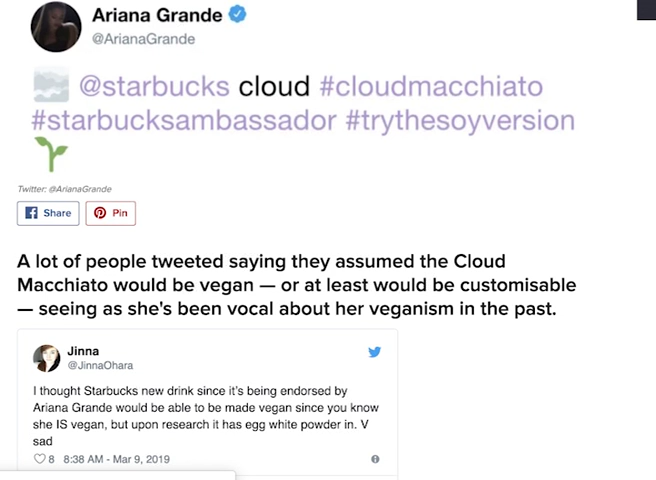 Ariana Grande
@ArianaGrande
@starbucks cloud #cloudmacchiato
#starbucksambassador #trythesoyversion
Twitter: @ArianaGrande
Share Pin
A lot of people tweeted saying they assumed the Cloud
Macchiato would be vegan — or at least would be customisable
— seeing as she's been vocal about her veganism in the past.
Jinna
@JinnaOhara
I thought Starbucks new drink since it's being endorsed by
Ariana Grande would be able to be made vegan since you know
she IS vegan, but upon research it has egg white powder in. V
sad
8 8:38 AM - Mar 9, 2019